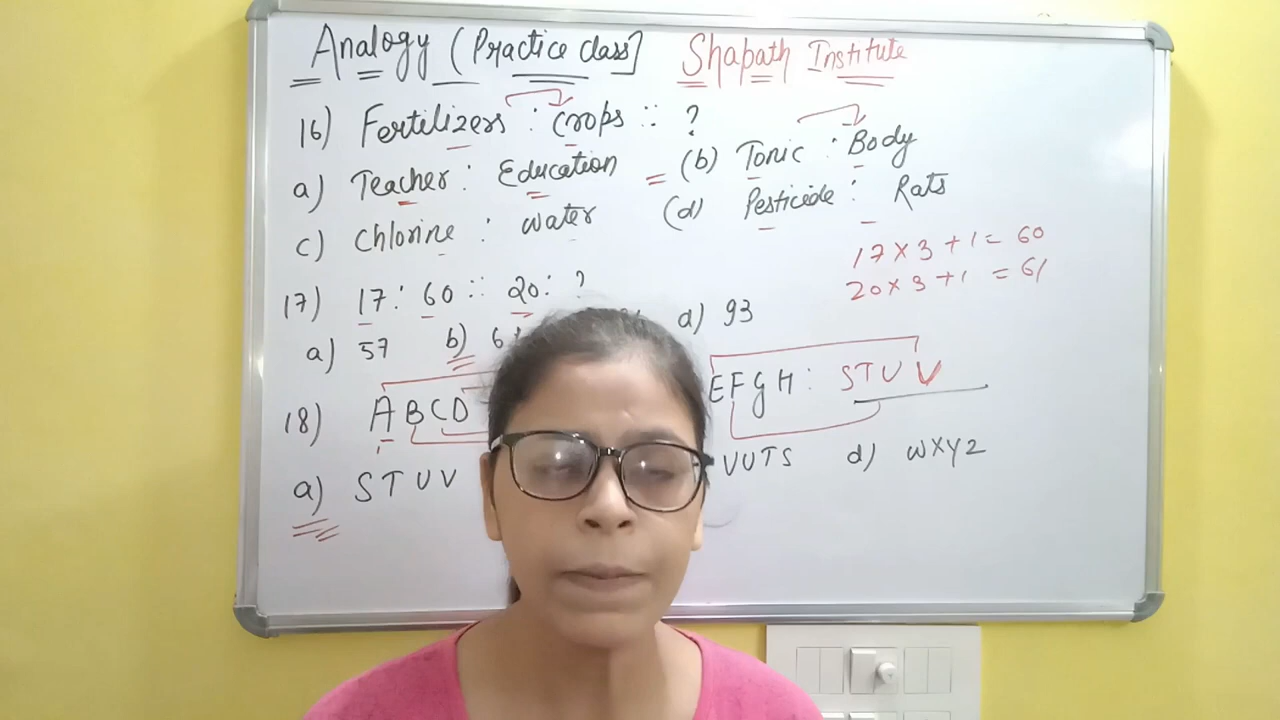 Analogy (Practice class] Shapath Institute
16) Fertilizers : Crops :: ?
a) Teacher : Education (b) Tonic : Body
c) Chlorine : water (d) Pesticide : Rats
17 x 3 + 1 = 60
20 x 3 + 1 = 61
17) 17 : 60 :: 20 : ?
a) 57 b) 6 d) 93
18) ABCD EFGH : STUV
a) STUV VUTS d) WXYZ